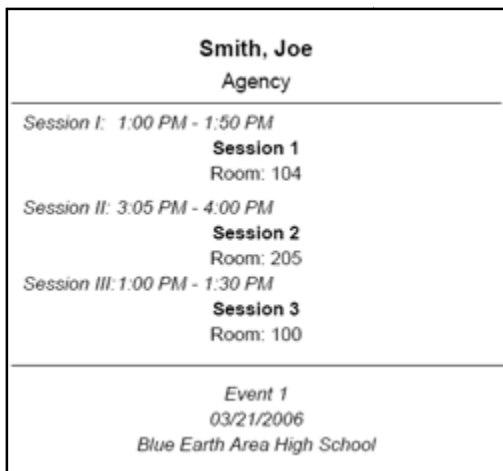 Smith, Joe
Agency
Session I: 1:00 PM - 1:50 PM
Session 1
Room: 104
Session II: 3:05 PM - 4:00 PM
Session 2
Room: 205
Session III: 1:00 PM - 1:30 PM
Session 3
Room: 100
Event 1
03/21/2006
Blue Earth Area High School